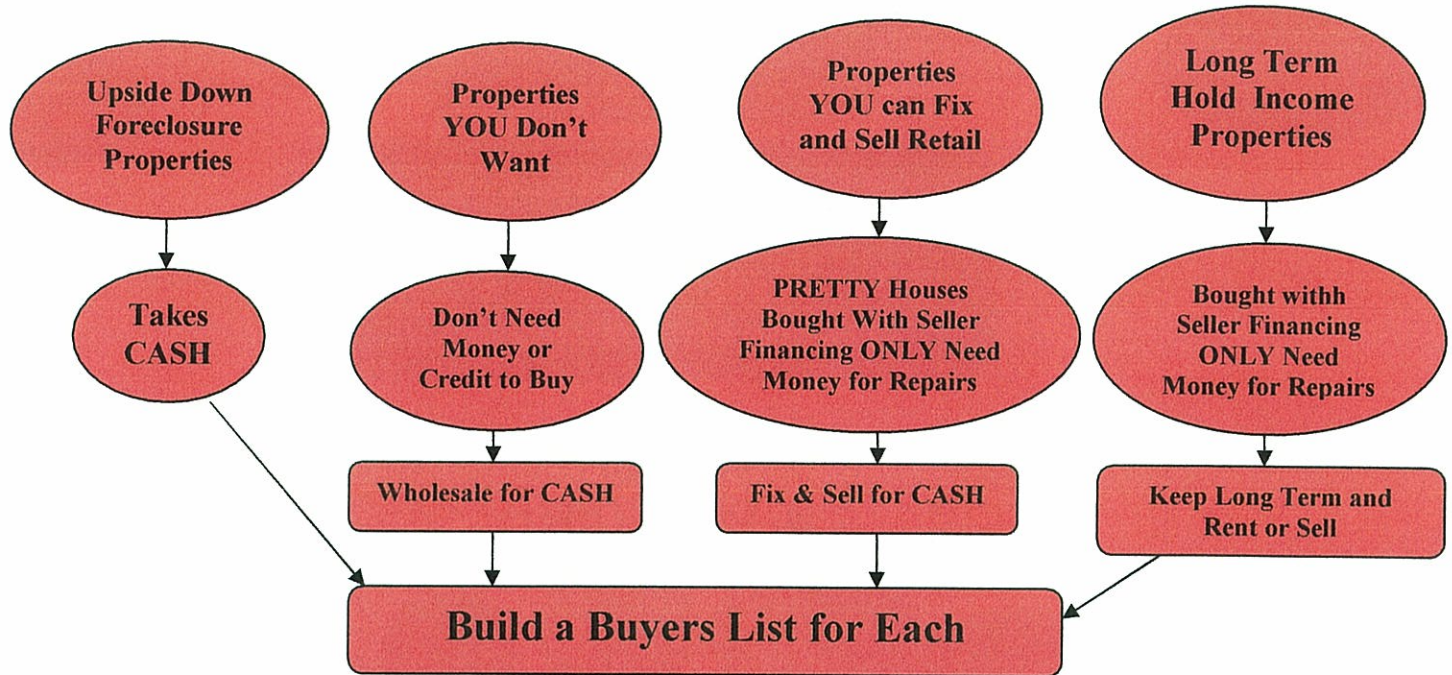 Upside Down
Foreclosure
Properties
Properties
YOU Don't
Want
Properties
YOU can Fix
and Sell Retail
Long Term
Hold Income
Properties
Takes
CASH
Don't Need
Money or
Credit to Buy
PRETTY Houses
Bought With Seller
Financing ONLY Need
Money for Repairs
Bought withh
Seller Financing
ONLY Need
Money for Repairs
Wholesale for CASH
Fix & Sell for CASH
Keep Long Term and
Rent or Sell
Build a Buyers List for Each